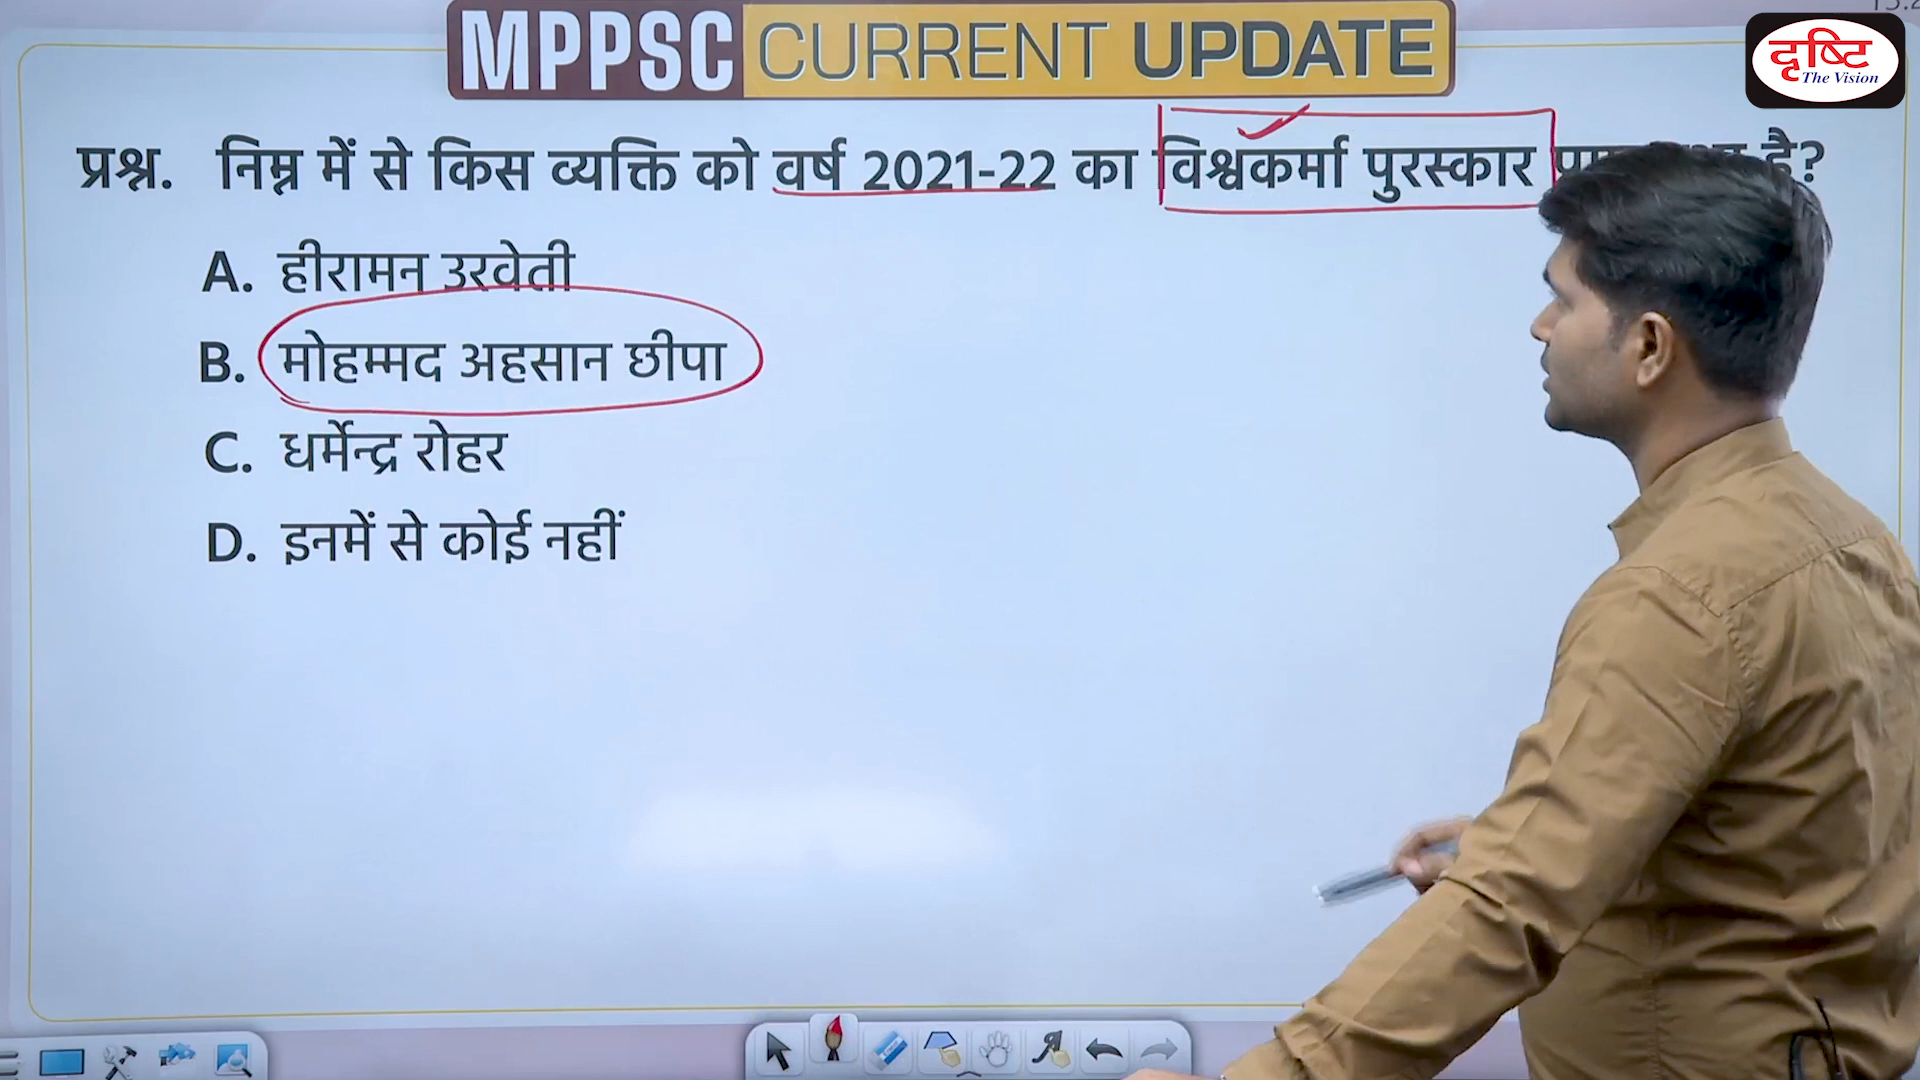 MPPSC CURRENT UPDATE
दृष्टि
The Vision
प्रश्न. निम्न में से किस व्यक्ति को वर्ष 2021-22 का विश्वकर्मा पुरस्कार है?
A. हीरामन उरवेती
B. मोहम्मद अहसान छीपा
C. धर्मेन्द्र रोहर
D. इनमें से कोई नहीं